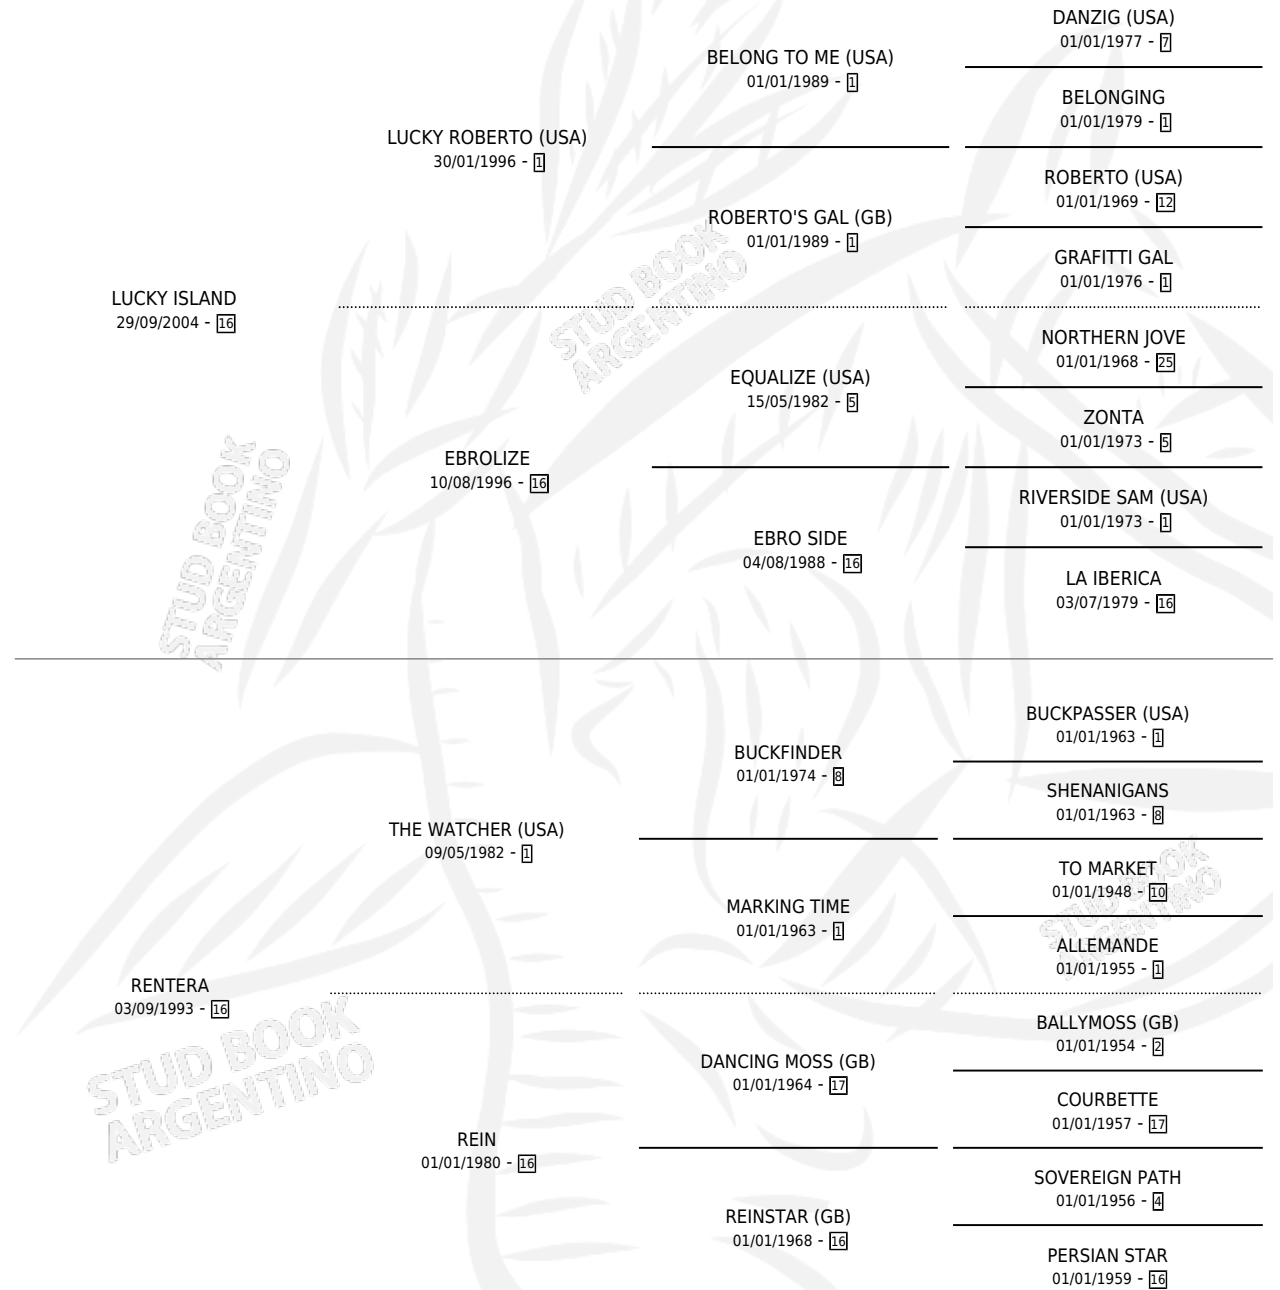 DANZIG (USA)
01/01/1977 - 7
BELONG TO ME (USA)
01/01/1989 - 1
BELONGING
01/01/1979 - 1
LUCKY ROBERTO (USA)
30/01/1996 - 1
ROBERTO (USA)
01/01/1969 - 12
ROBERTO'S GAL (GB)
01/01/1989 - 1
GRAFITTI GAL
01/01/1976 - 1
LUCKY ISLAND
29/09/2004 - 16
STUD BOOK
ARGENTINO
NORTHERN JOVE
01/01/1968 - 25
EQUALIZE (USA)
15/05/1982 - 5
ZONTA
01/01/1973 - 5
EBROLIZE
10/08/1996 - 16
RIVERSIDE SAM (USA)
01/01/1973 - 1
EBRO SIDE
04/08/1988 - 16
LA IBERICA
03/07/1979 - 16
STUD BOOK
ARGENTINO
BUCKPASSER (USA)
01/01/1963 - 1
BUCKFINDER
01/01/1974 - 8
SHENANIGANS
01/01/1963 - 8
THE WATCHER (USA)
09/05/1982 - 1
TO MARKET
01/01/1948 - 10
MARKING TIME
01/01/1963 - 1
STUD BOOK
ARGENTINO
ALLEMANDE
01/01/1955 - 1
RENTERA
03/09/1993 - 16
BALLYMOSS (GB)
01/01/1954 - 2
DANCING MOSS (GB)
01/01/1964 - 17
STUD BOOK
ARGENTINO
COURBETTE
01/01/1957 - 17
REIN
01/01/1980 - 16
SOVEREIGN PATH
01/01/1956 - 4
REINSTAR (GB)
01/01/1968 - 16
PERSIAN STAR
01/01/1959 - 16